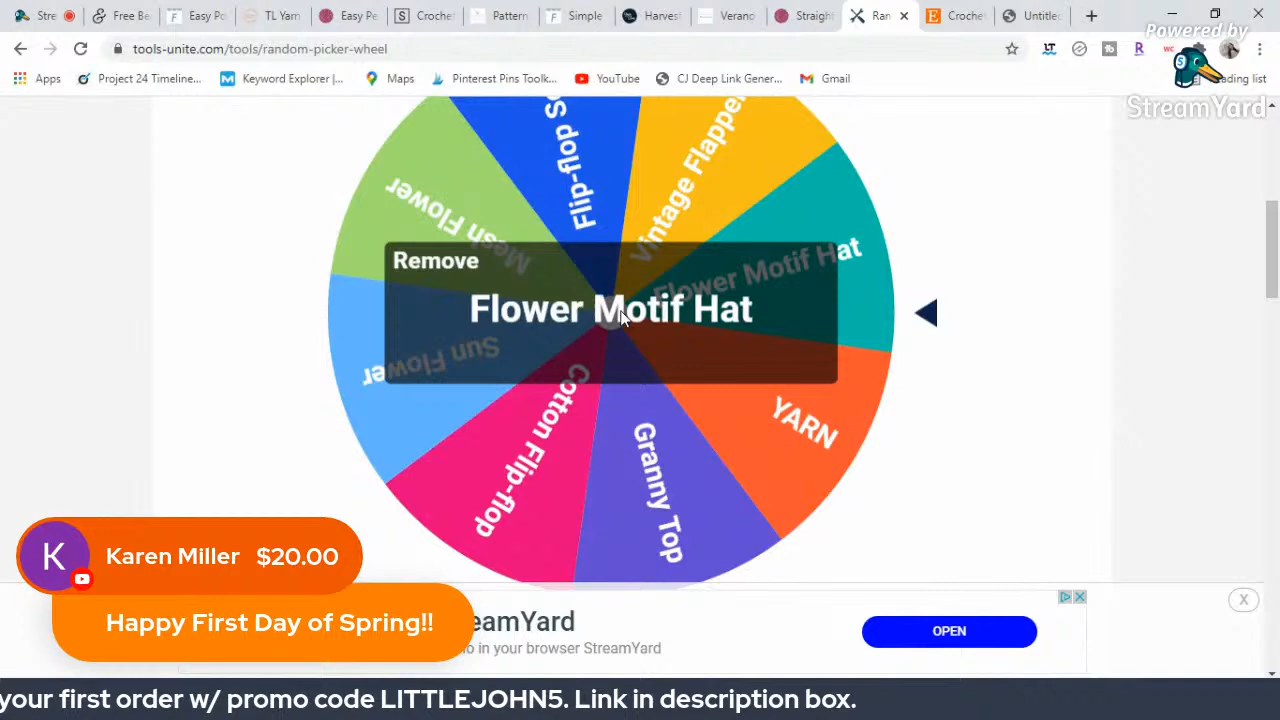 Stre
Free Be
Easy Po
TL Yarn
Easy Pe
Crochet
Pattern
Simple
Harvest
Verano
Straight
Ran
Crochet
Untitled
Powered by
StreamYard
tools-unite.com/tools/random-picker-wheel
Apps
Project 24 Timeline...
Keyword Explorer |...
Maps
Pinterest Pins Toolk...
YouTube
CJ Deep Link Gener...
Gmail
ding list
Flip-flop S
Vintage Flapper
Mesh Flower
Flower Motif Hat
Remove
Flower Motif Hat
Sun Flower
YARN
Cotton Flip-flop
Granny Top
K
Karen Miller $20.00
Happy First Day of Spring!!
eamYard
o in your browser StreamYard
OPEN
X
your first order w/ promo code LITTLEJOHN5. Link in description box.